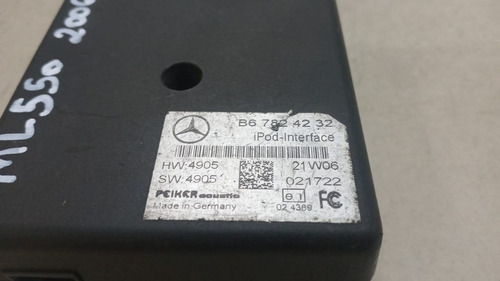 ML550 200
B6 782 42 32
iPod-Interface
HW:4905 21W06
SW:4905 021722
PEIKER acustic
Made in Germany
e1
02 4389
FC